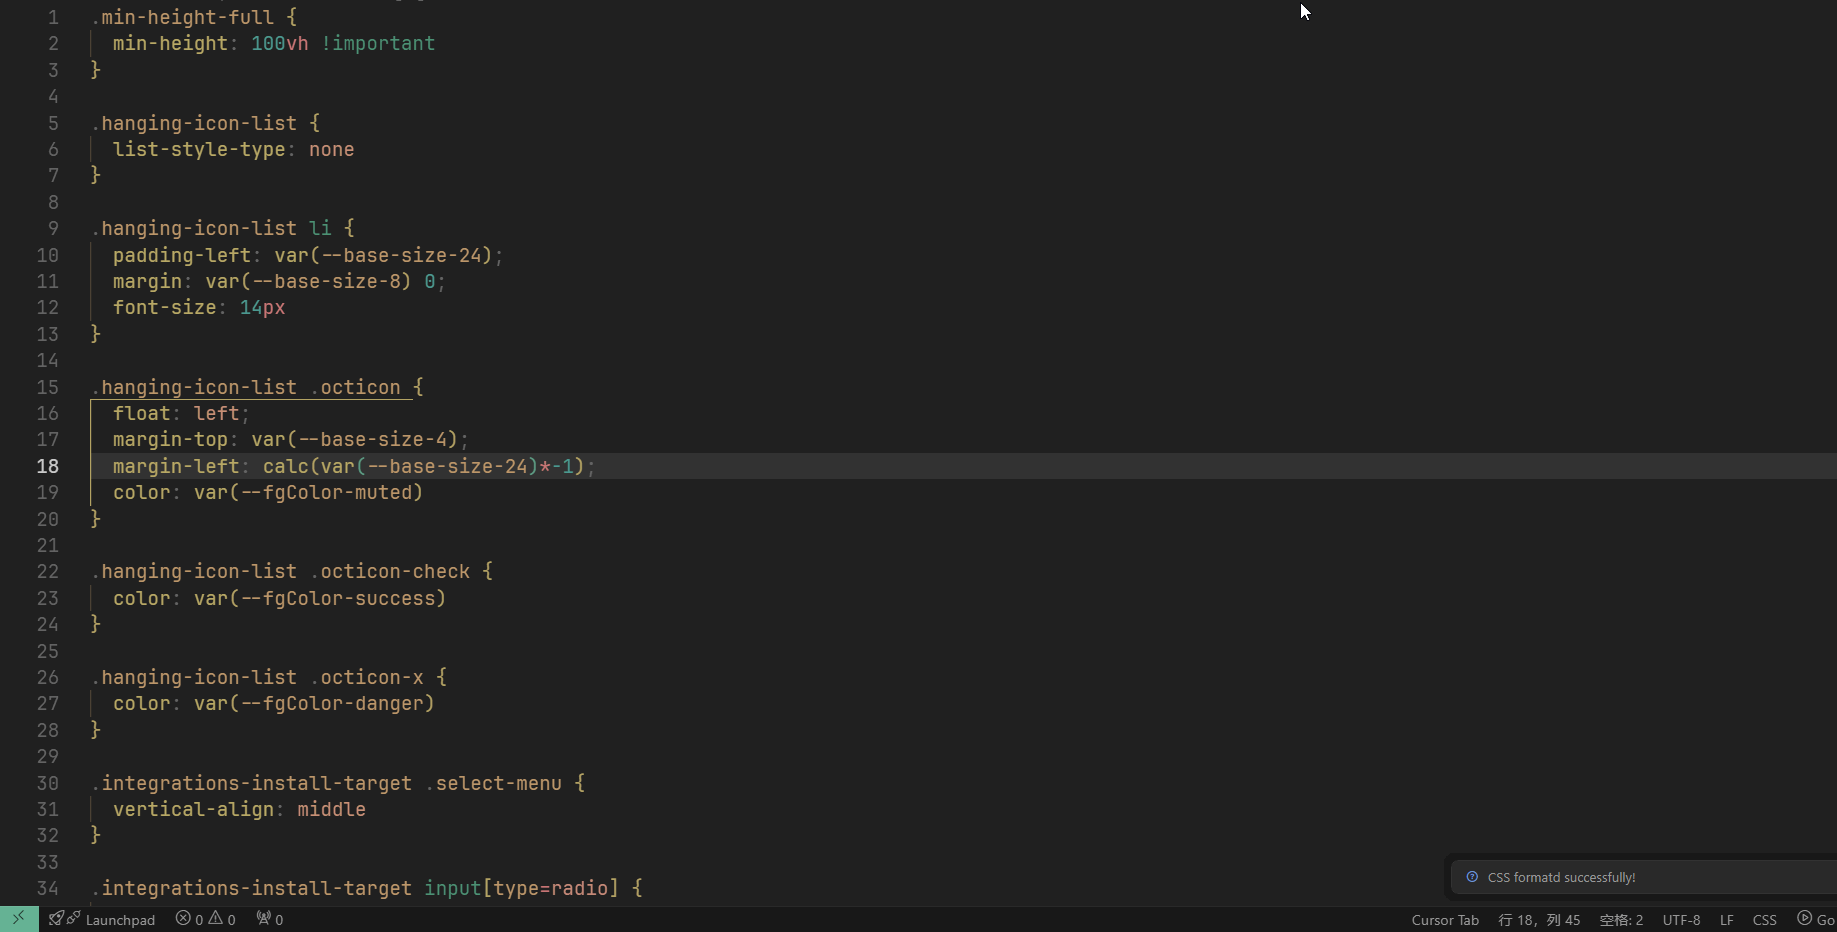 1 .min-height-full {
2 min-height: 100vh !important
3 }
4
5 .hanging-icon-list {
6 list-style-type: none
7 }
8
9 .hanging-icon-list li {
10 padding-left: var(--base-size-24);
11 margin: var(--base-size-8) 0;
12 font-size: 14px
13 }
14
15 .hanging-icon-list .octicon {
16 float: left;
17 margin-top: var(--base-size-4);
18 margin-left: calc(var(--base-size-24)*-1);
19 color: var(--fgColor-muted)
20 }
21
22 .hanging-icon-list .octicon-check {
23 color: var(--fgColor-success)
24 }
25
26 .hanging-icon-list .octicon-x {
27 color: var(--fgColor-danger)
28 }
29
30 .integrations-install-target .select-menu {
31 vertical-align: middle
32 }
33
34 .integrations-install-target input[type=radio] {
CSS formatd successfully!
Launchpad 0 0 0 Cursor Tab 行 18，列 45 空格: 2 UTF-8 LF CSS Go